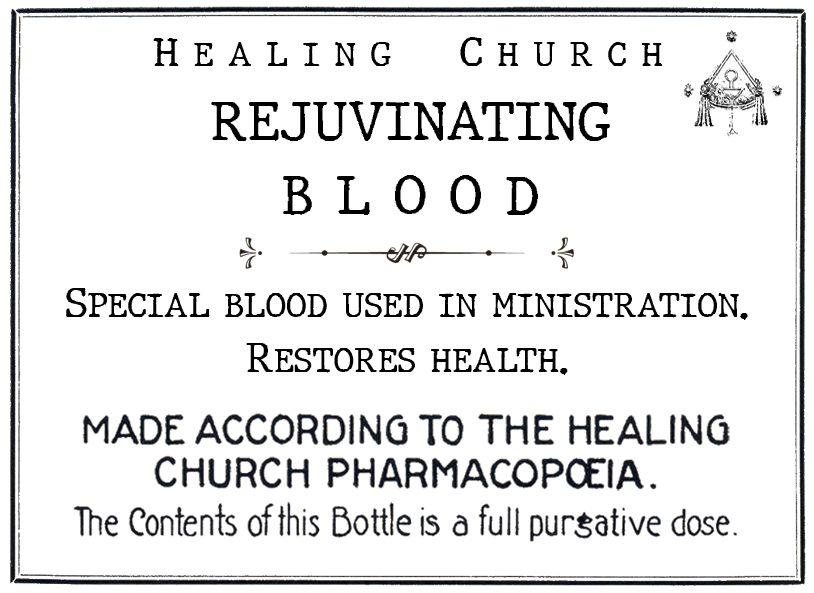 Healing Church
REJUVINATING
BLOOD
Special blood used in ministration.
Restores health.
MADE ACCORDING TO THE HEALING
CHURCH PHARMACOPŒIA.
The Contents of this Bottle is a full purgative dose.